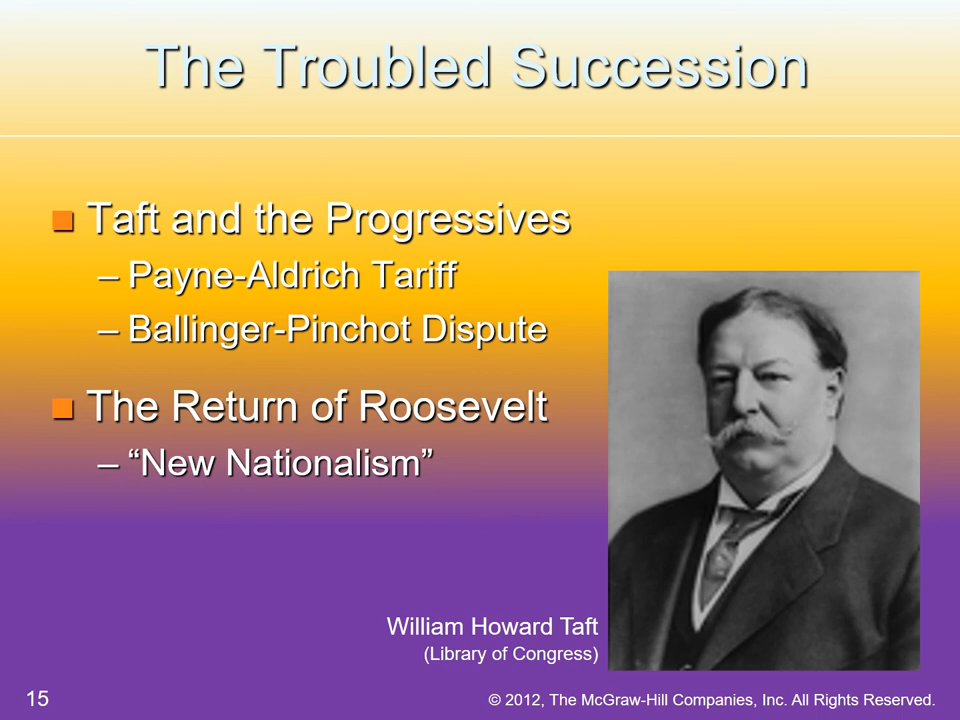 The Troubled Succession
■ Taft and the Progressives
– Payne-Aldrich Tariff
– Ballinger-Pinchot Dispute
■ The Return of Roosevelt
– “New Nationalism”
William Howard Taft
(Library of Congress)
15
© 2012, The McGraw-Hill Companies, Inc. All Rights Reserved.